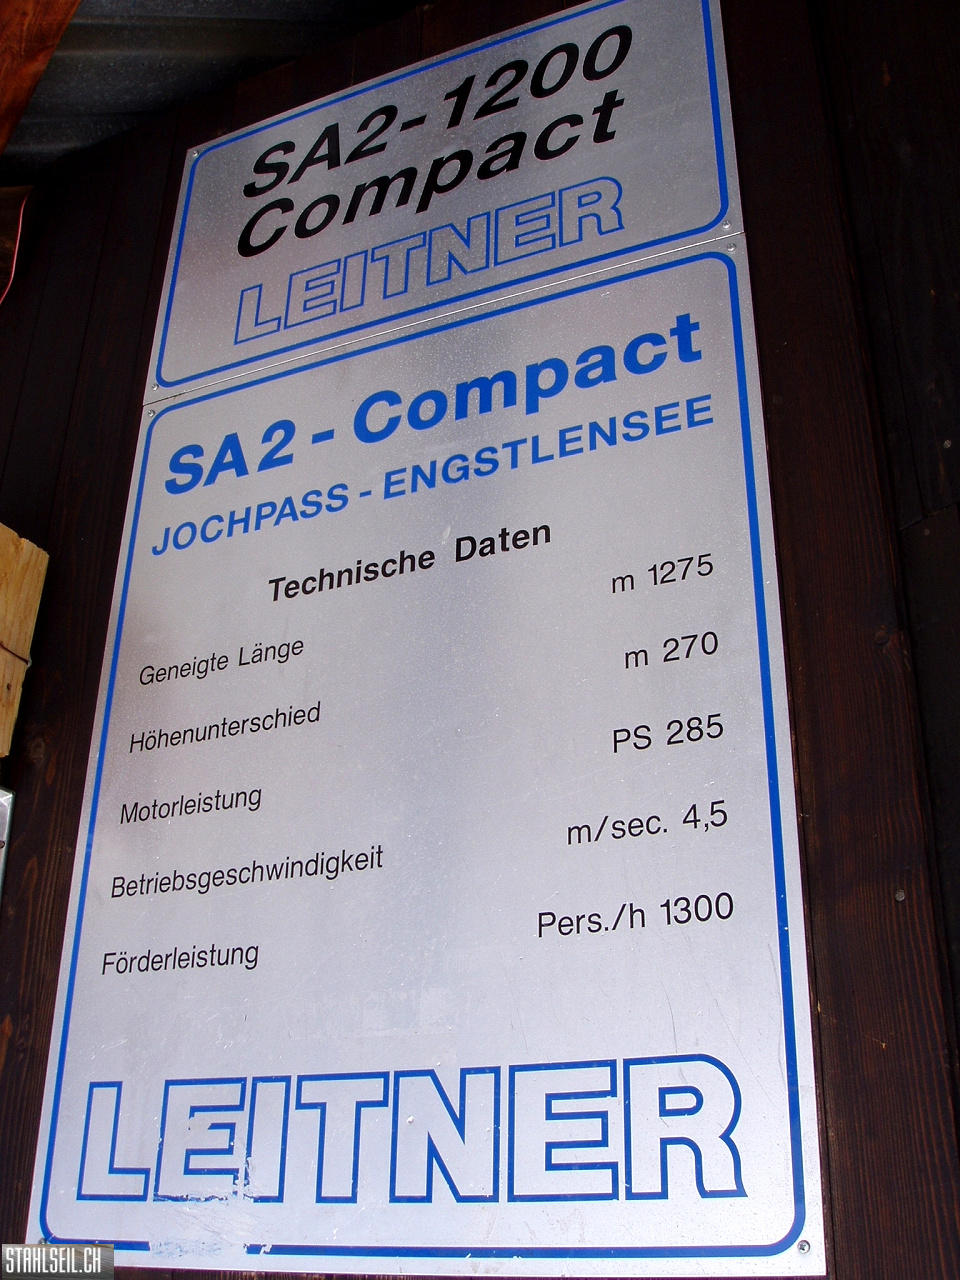 SA2-1200
Compact
LEITNER
SA2 - Compact
JOCHPASS - ENGSTLENSEE
Technische Daten
Geneigte Länge m 1275
Höhenunterschied m 270
Motorleistung PS 285
Betriebsgeschwindigkeit m/sec. 4,5
Förderleistung Pers./h 1300
LEITNER
STAHLSEIL.CH